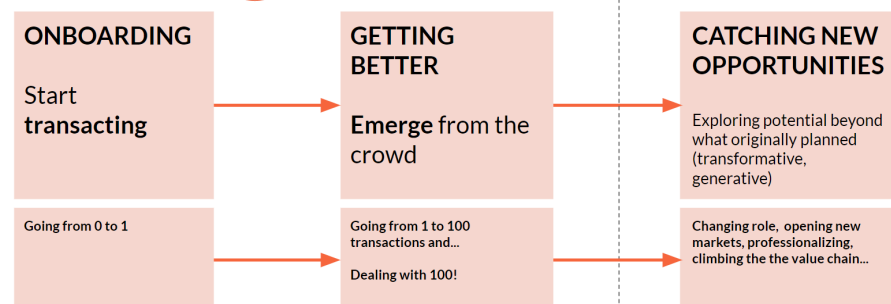 ONBOARDING
Start
transacting
GETTING
BETTER
Emerge from the
crowd
CATCHING NEW
OPPORTUNITIES
Exploring potential beyond
what originally planned
(transformative,
generative)
Going from 0 to 1
Going from 1 to 100
transactions and...
Dealing with 100!
Changing role, opening new
markets, professionalizing,
climbing the the value chain...